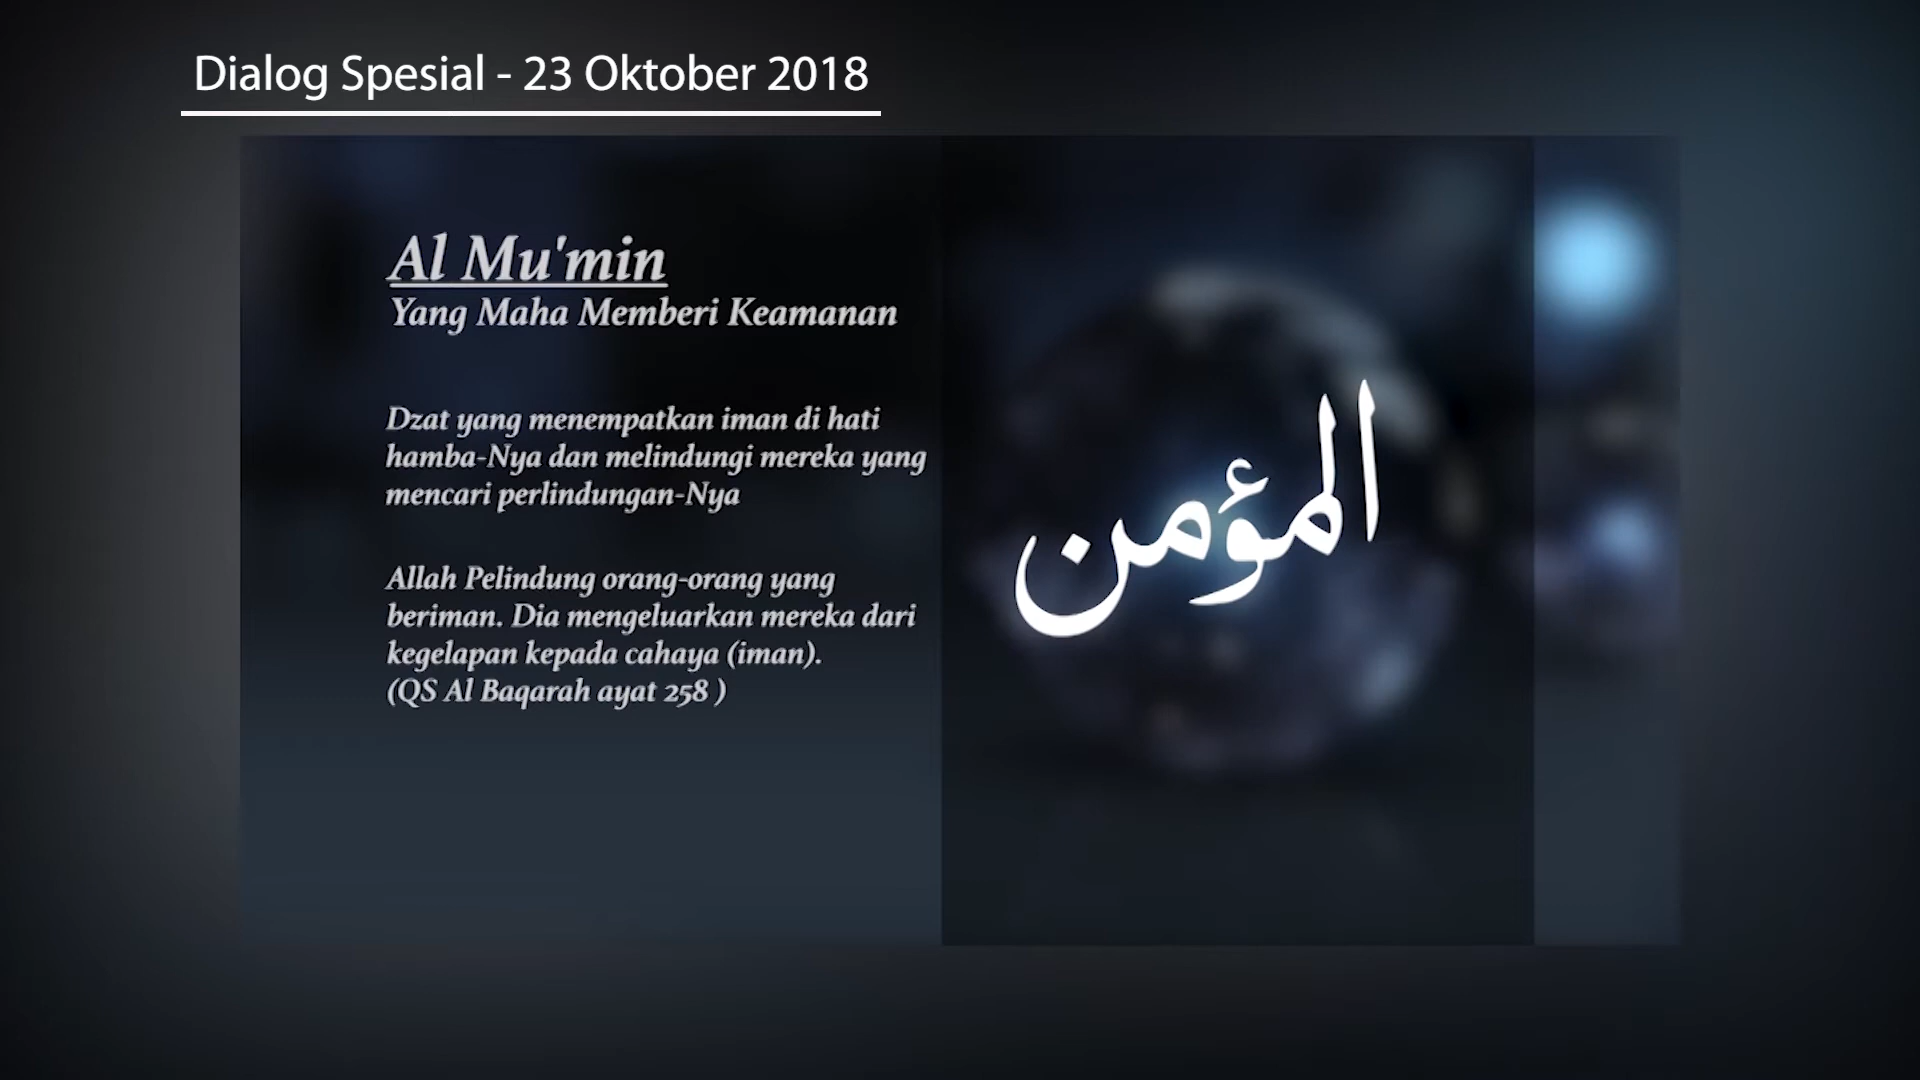 Dialog Spesial - 23 Oktober 2018
Al Mu'min
Yang Maha Memberi Keamanan
Dzat yang menempatkan iman di hati
hamba-Nya dan melindungi mereka yang
mencari perlindungan-Nya
Allah Pelindung orang-orang yang
beriman. Dia mengeluarkan mereka dari
kegelapan kepada cahaya (iman).
(QS Al Baqarah ayat 258 )
المؤمن